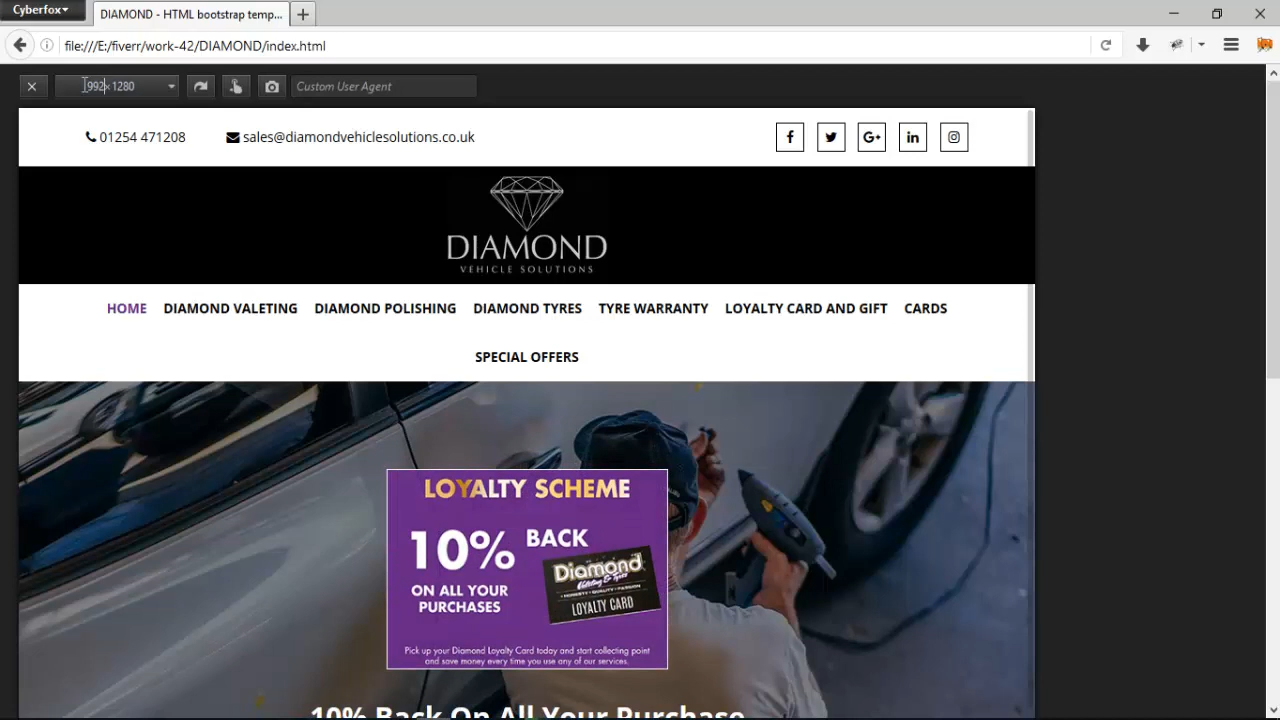 Cyberfox
DIAMOND - HTML bootstrap temp...
file:///E:/fiverr/work-42/DIAMOND/index.html
992×1280
Custom User Agent
01254 471208 sales@diamondvehiclesolutions.co.uk
DIAMOND
VEHICLE SOLUTIONS
HOME DIAMOND VALETING DIAMOND POLISHING DIAMOND TYRES TYRE WARRANTY LOYALTY CARD AND GIFT CARDS
SPECIAL OFFERS
LOYALTY SCHEME
10% BACK
ON ALL YOUR
PURCHASES
Diamond
Valeting & Tyres
HONESTY • QUALITY • PASSION
LOYALTY CARD
Pick up your Diamond Loyalty Card today and start collecting point
and save money every time you use any of our services.
10% Back On All Your Purchase